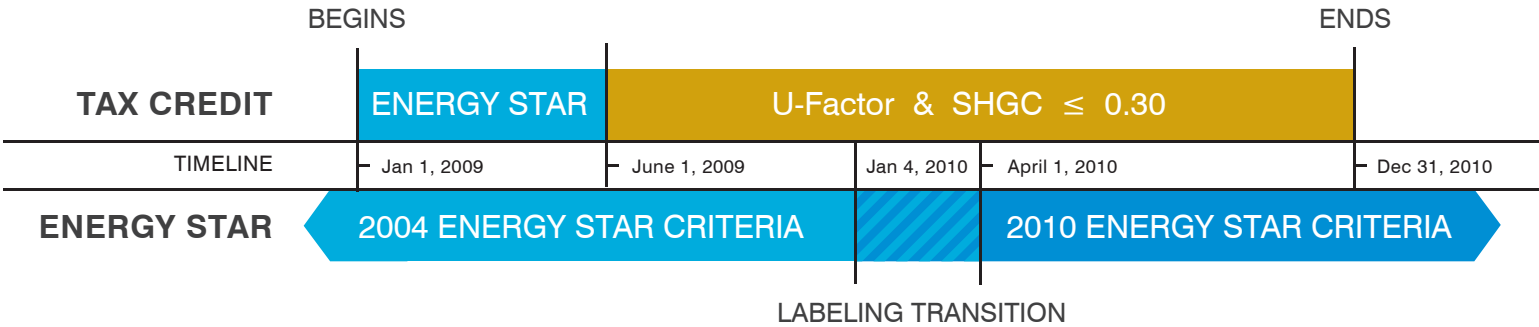 BEGINS ENDS
TAX CREDIT ENERGY STAR U-Factor & SHGC ≤ 0.30
TIMELINE Jan 1, 2009 June 1, 2009 Jan 4, 2010 April 1, 2010 Dec 31, 2010
ENERGY STAR 2004 ENERGY STAR CRITERIA 2010 ENERGY STAR CRITERIA
LABELING TRANSITION